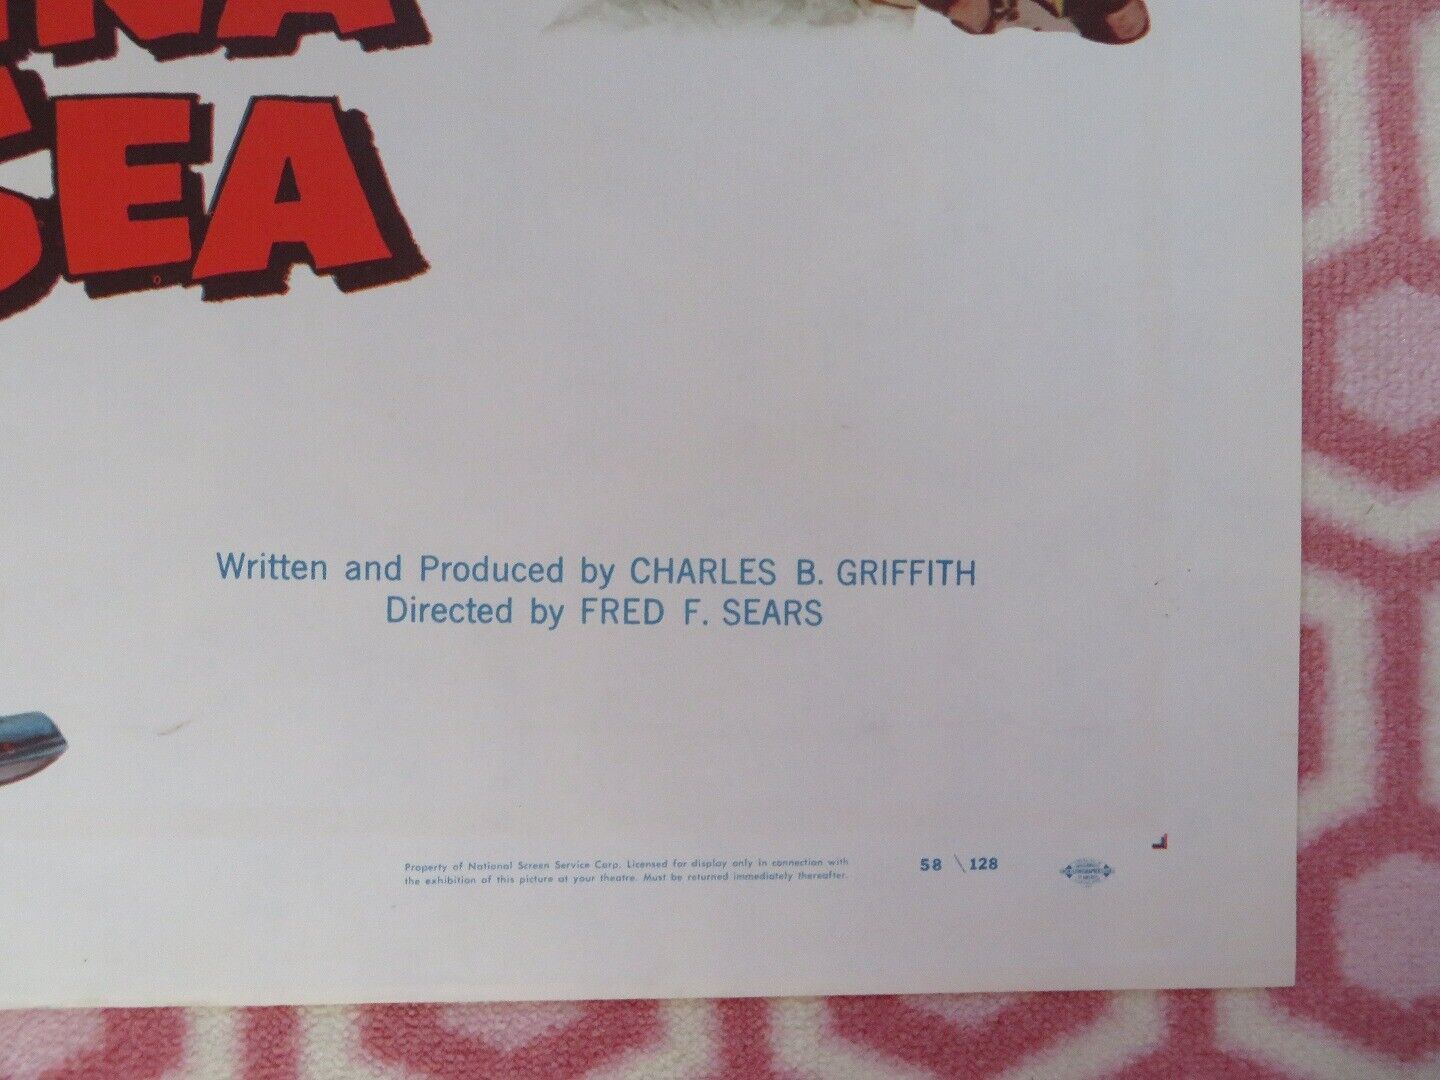 SEA
Written and Produced by CHARLES B. GRIFFITH
Directed by FRED F. SEARS
Property of National Screen Service Corp. Licensed for display only in connection with
the exhibition of this picture at your theatre. Must be returned immediately thereafter.
58 \ 128